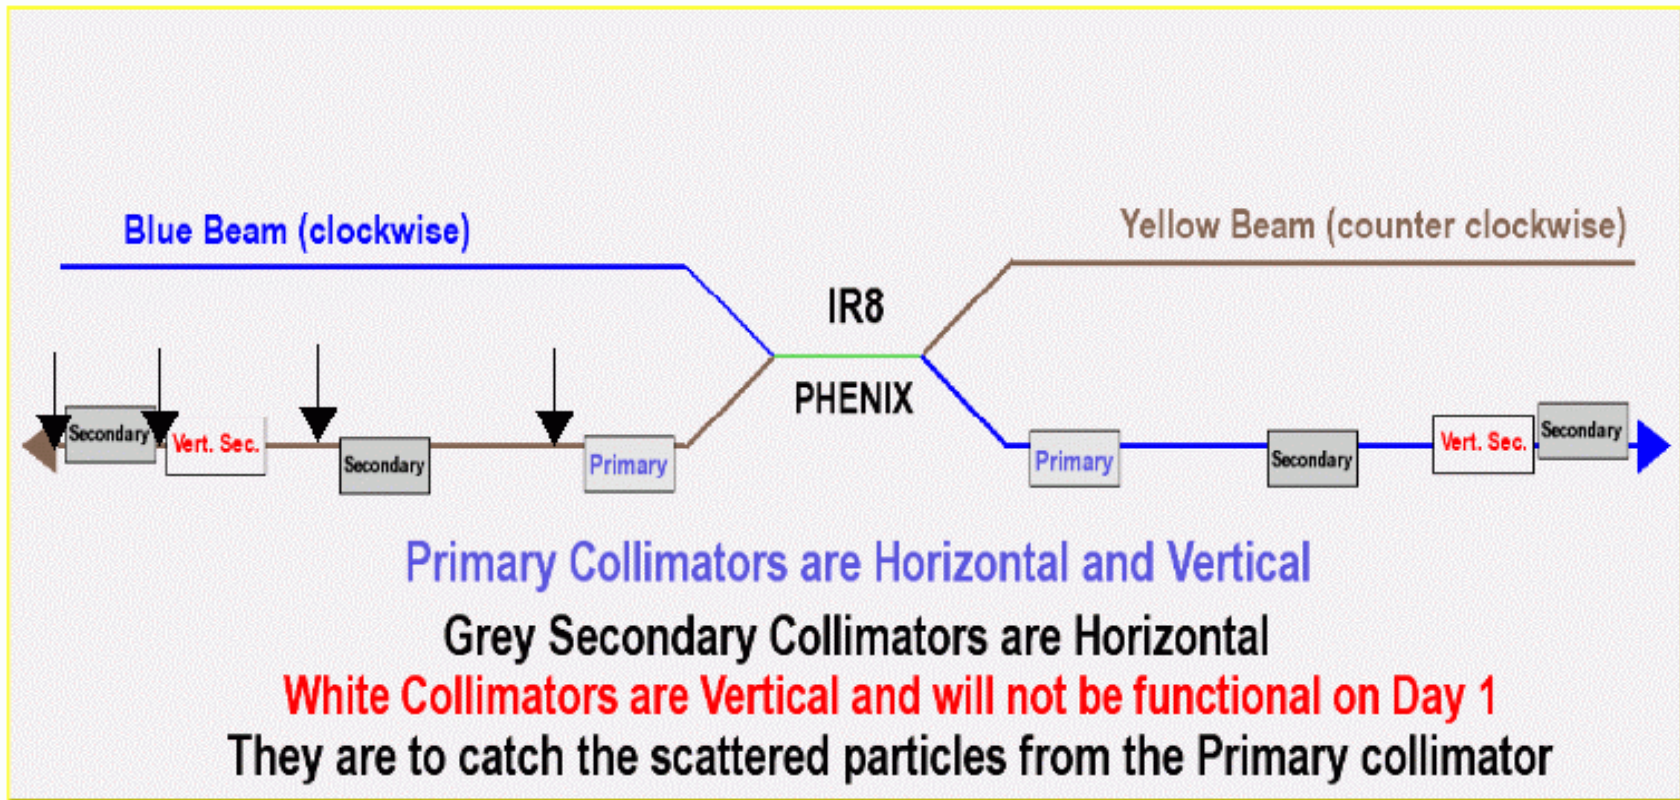 Blue Beam (clockwise)
Yellow Beam (counter clockwise)
IR8
PHENIX
Secondary
Vert. Sec.
Secondary
Primary
Primary
Secondary
Vert. Sec.
Secondary
Primary Collimators are Horizontal and Vertical
Grey Secondary Collimators are Horizontal
White Collimators are Vertical and will not be functional on Day 1
They are to catch the scattered particles from the Primary collimator